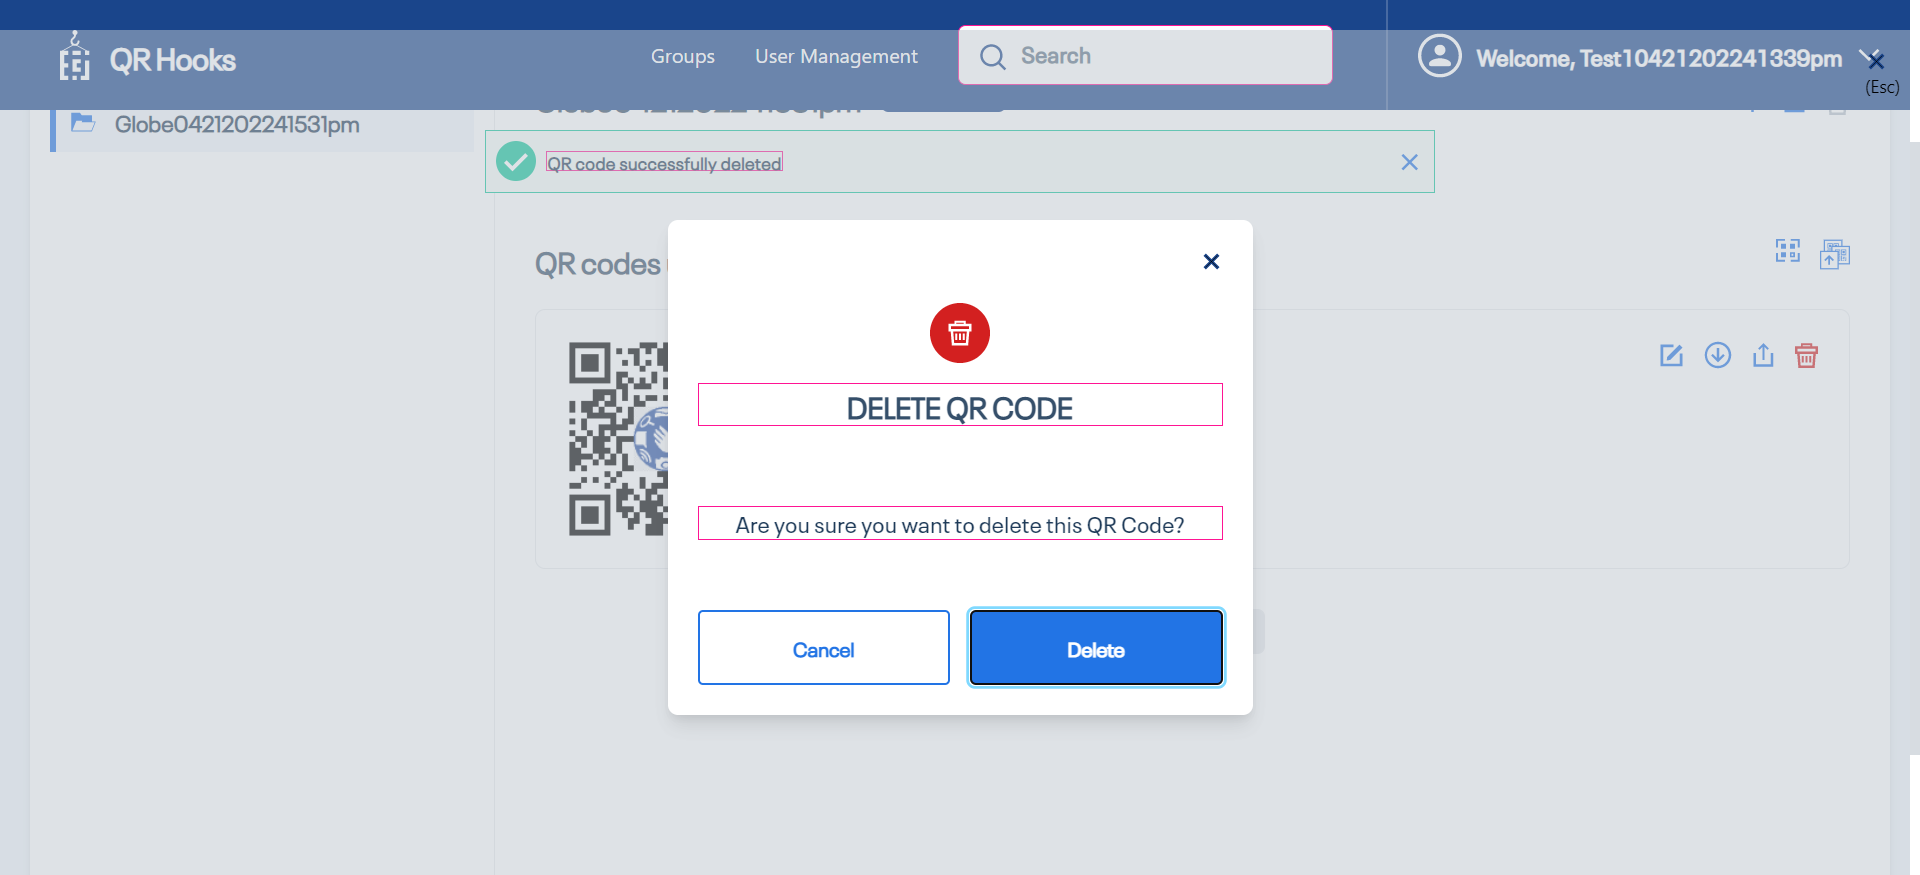 QR Hooks
Groups
User Management
Search
Welcome, Test10421202241339pm
(Esc)
Globe0421202241531pm
QR code successfully deleted
QR codes
DELETE QR CODE
Are you sure you want to delete this QR Code?
Cancel
Delete